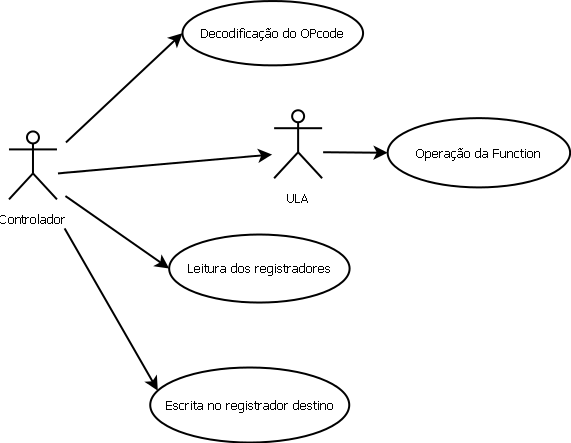 Decodificação do OPcode
Operação da Function
ULA
Controlador
Leitura dos registradores
Escrita no registrador destino